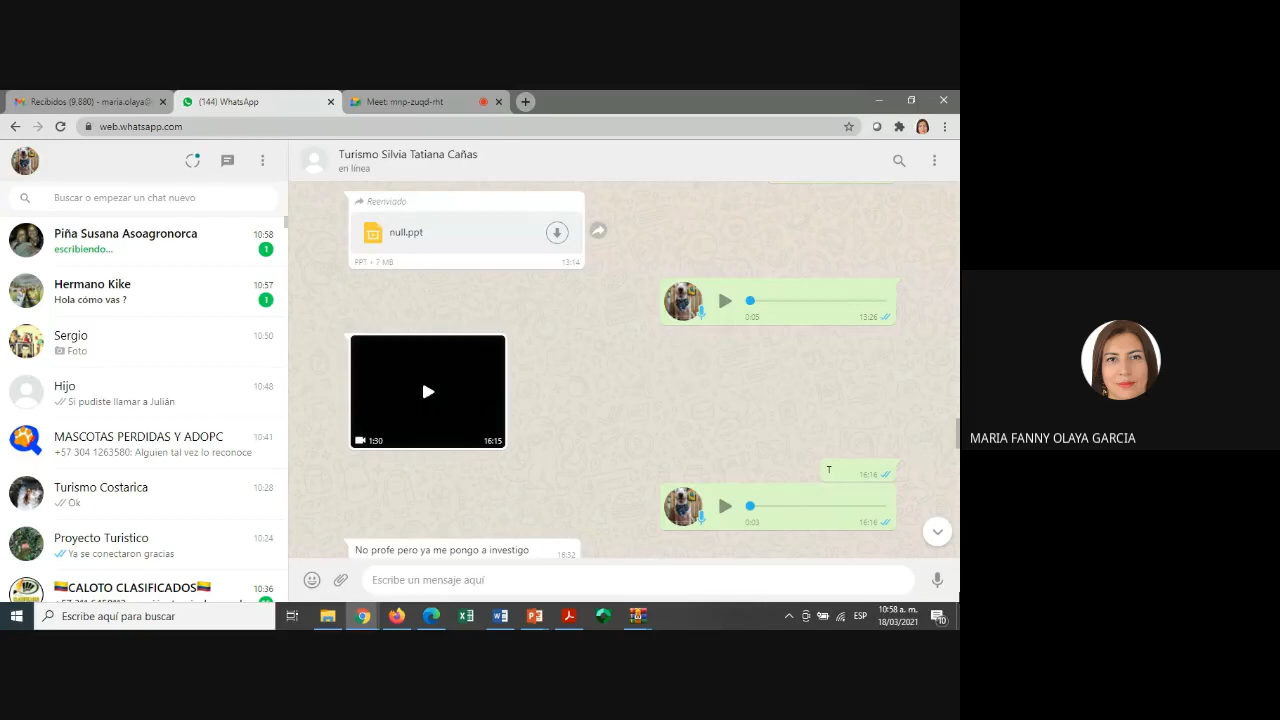 Recibidos (9.880) - maria.olaya@
(144) WhatsApp
Meet: mnp-zuqd-rht
web.whatsapp.com
Turismo Silvia Tatiana Cañas
en línea
Buscar o empezar un chat nuevo
Piña Susana Asoagronorca 10:58
escribiendo... 1
Hermano Kike 10:57
Hola cómo vas ? 1
Sergio 10:50
Foto
Hijo 10:48
Si pudiste llamar a Julián
MASCOTAS PERDIDAS Y ADOPC 10:41
+57 304 1263580: Alguien tal vez lo reconoce
Turismo Costarica 10:28
Ok
Proyecto Turistico 10:24
Ya se conectaron gracias
CALOTO CLASIFICADOS 10:36
Reenviado
null.ppt
PPT • 7 MB 13:14
0:05 13:26
1:30 16:15
T 16:16
0:03 16:16
No profe pero ya me pongo a investigo 16:32
Escribe un mensaje aquí
MARIA FANNY OLAYA GARCIA
Escribe aquí para buscar
ESP
10:58 a. m.
18/03/2021
10